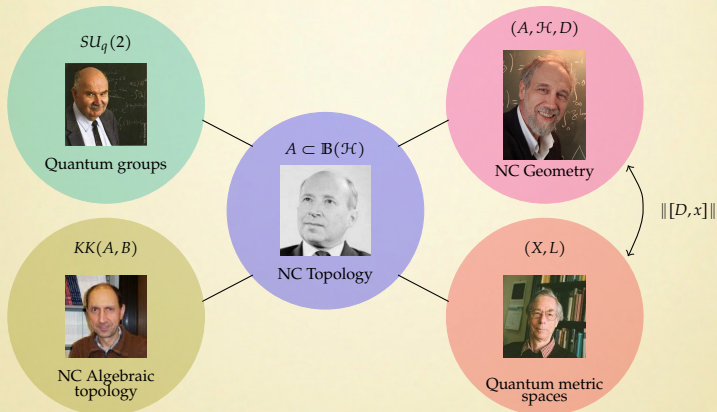 SU_q(2)
Quantum groups
(A, ℋ, D)
NC Geometry
A ⊂ 𝔹(ℋ)
NC Topology
‖[D, x]‖
KK(A, B)
NC Algebraic
topology
(X, L)
Quantum metric
spaces